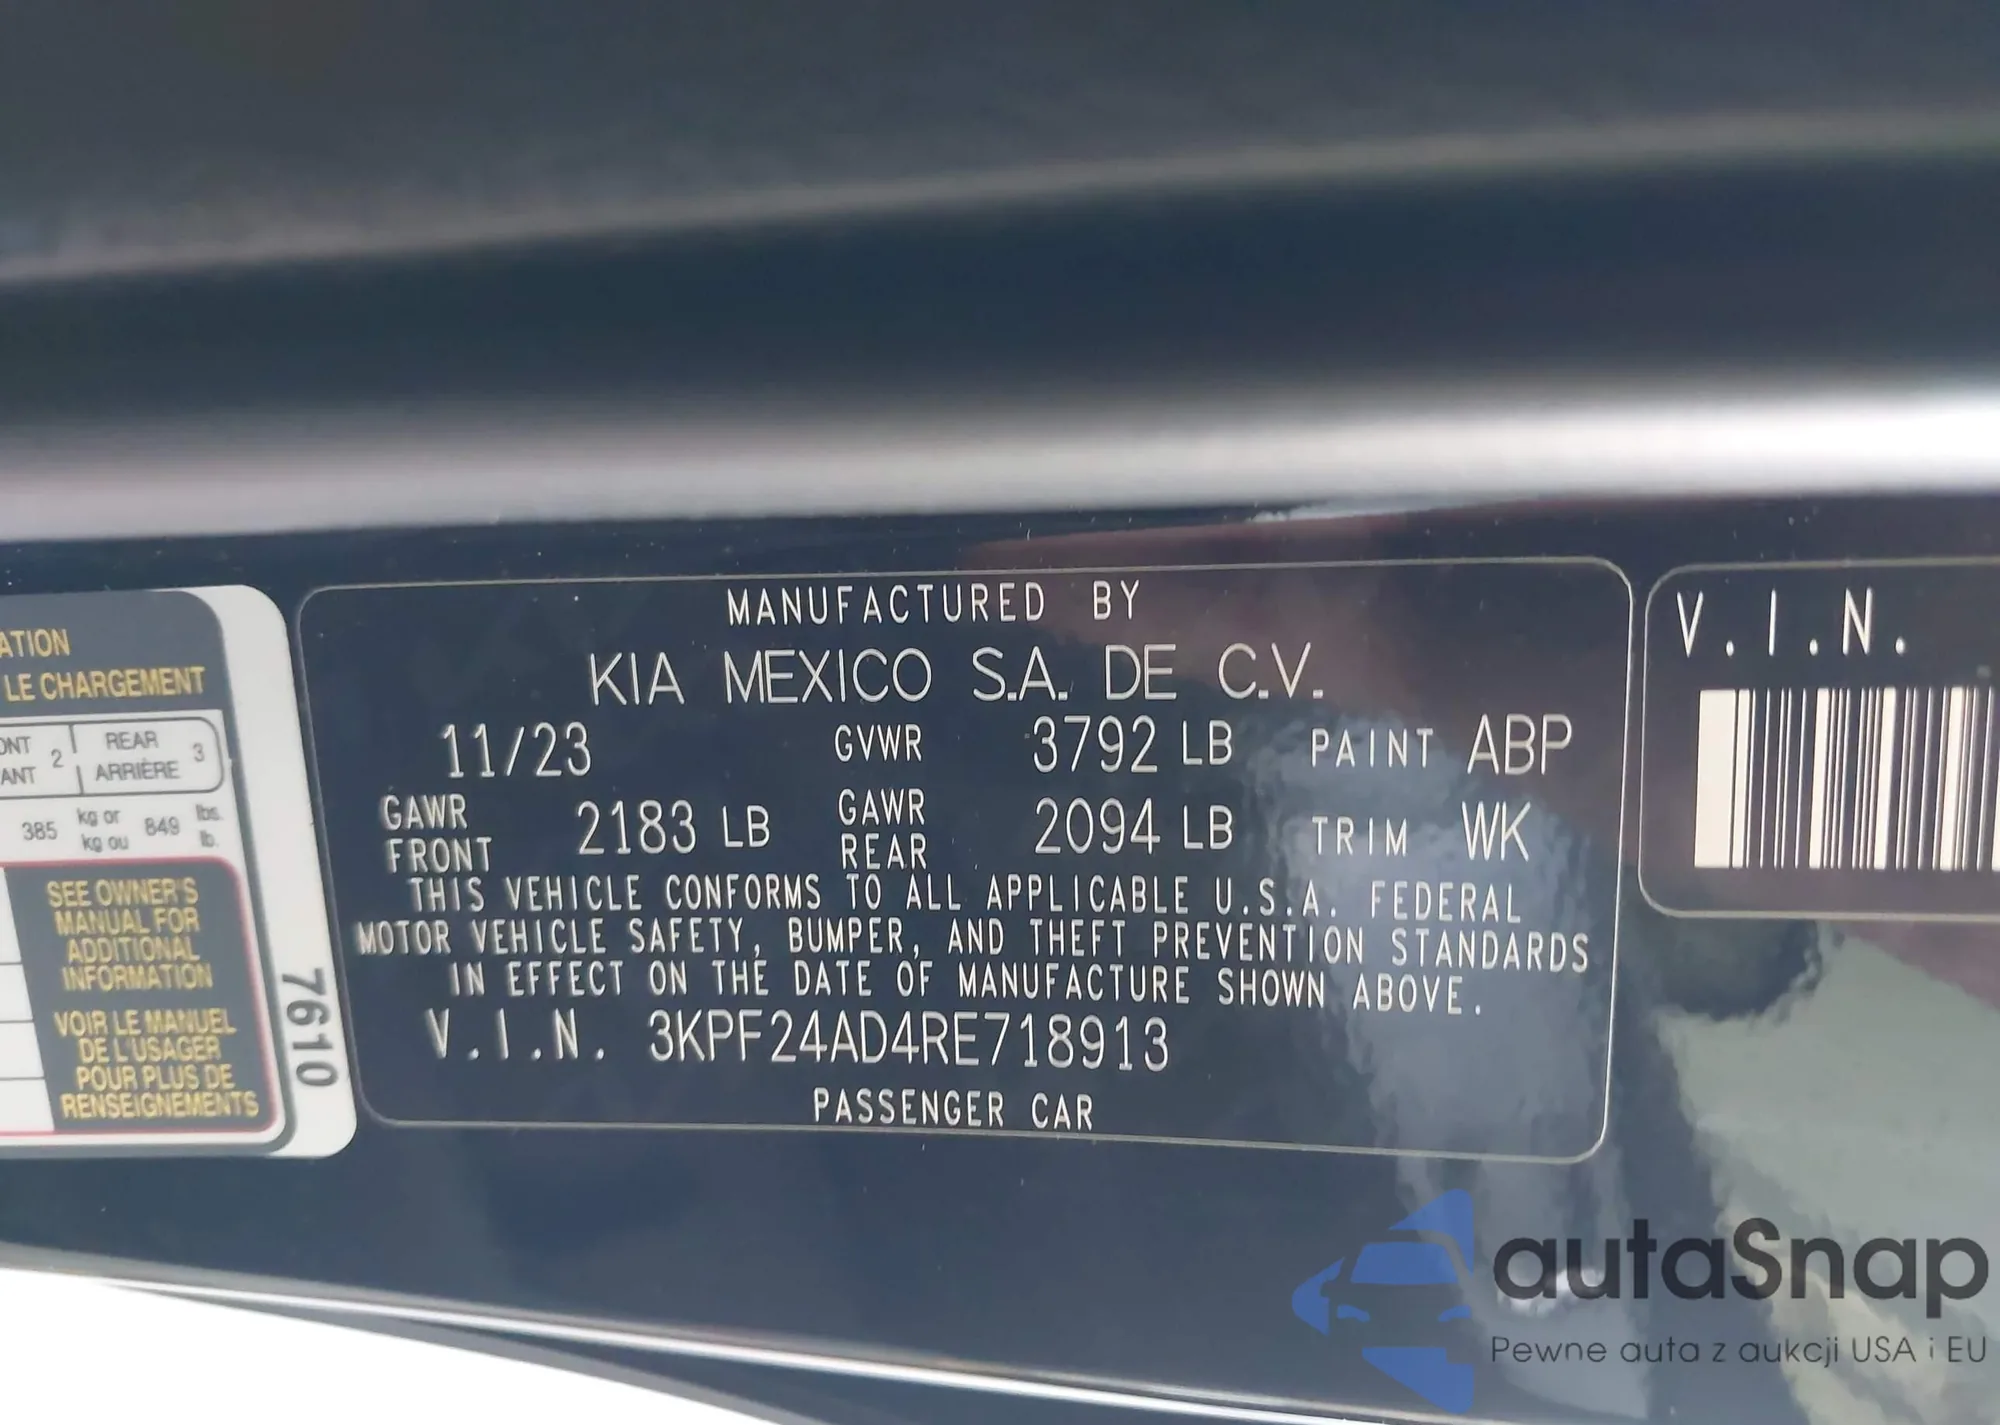 ATION
LE CHARGEMENT
ONT 2 REAR 3
ANT ARRIÈRE
385 kg or 849 lbs.
kg ou lb.
SEE OWNER'S
MANUAL FOR
ADDITIONAL
INFORMATION
VOIR LE MANUEL
DE L'USAGER
POUR PLUS DE
RENSEIGNEMENTS
7610
MANUFACTURED BY
KIA MEXICO S.A. DE C.V.
11/23 GVWR 3792 LB PAINT ABP
GAWR FRONT 2183 LB GAWR REAR 2094 LB TRIM WK
THIS VEHICLE CONFORMS TO ALL APPLICABLE U.S.A. FEDERAL
MOTOR VEHICLE SAFETY, BUMPER, AND THEFT PREVENTION STANDARDS
IN EFFECT ON THE DATE OF MANUFACTURE SHOWN ABOVE.
V.I.N. 3KPF24AD4RE718913
PASSENGER CAR
V.I.N.
autaSnap
Pewne auta z aukcji USA i EU